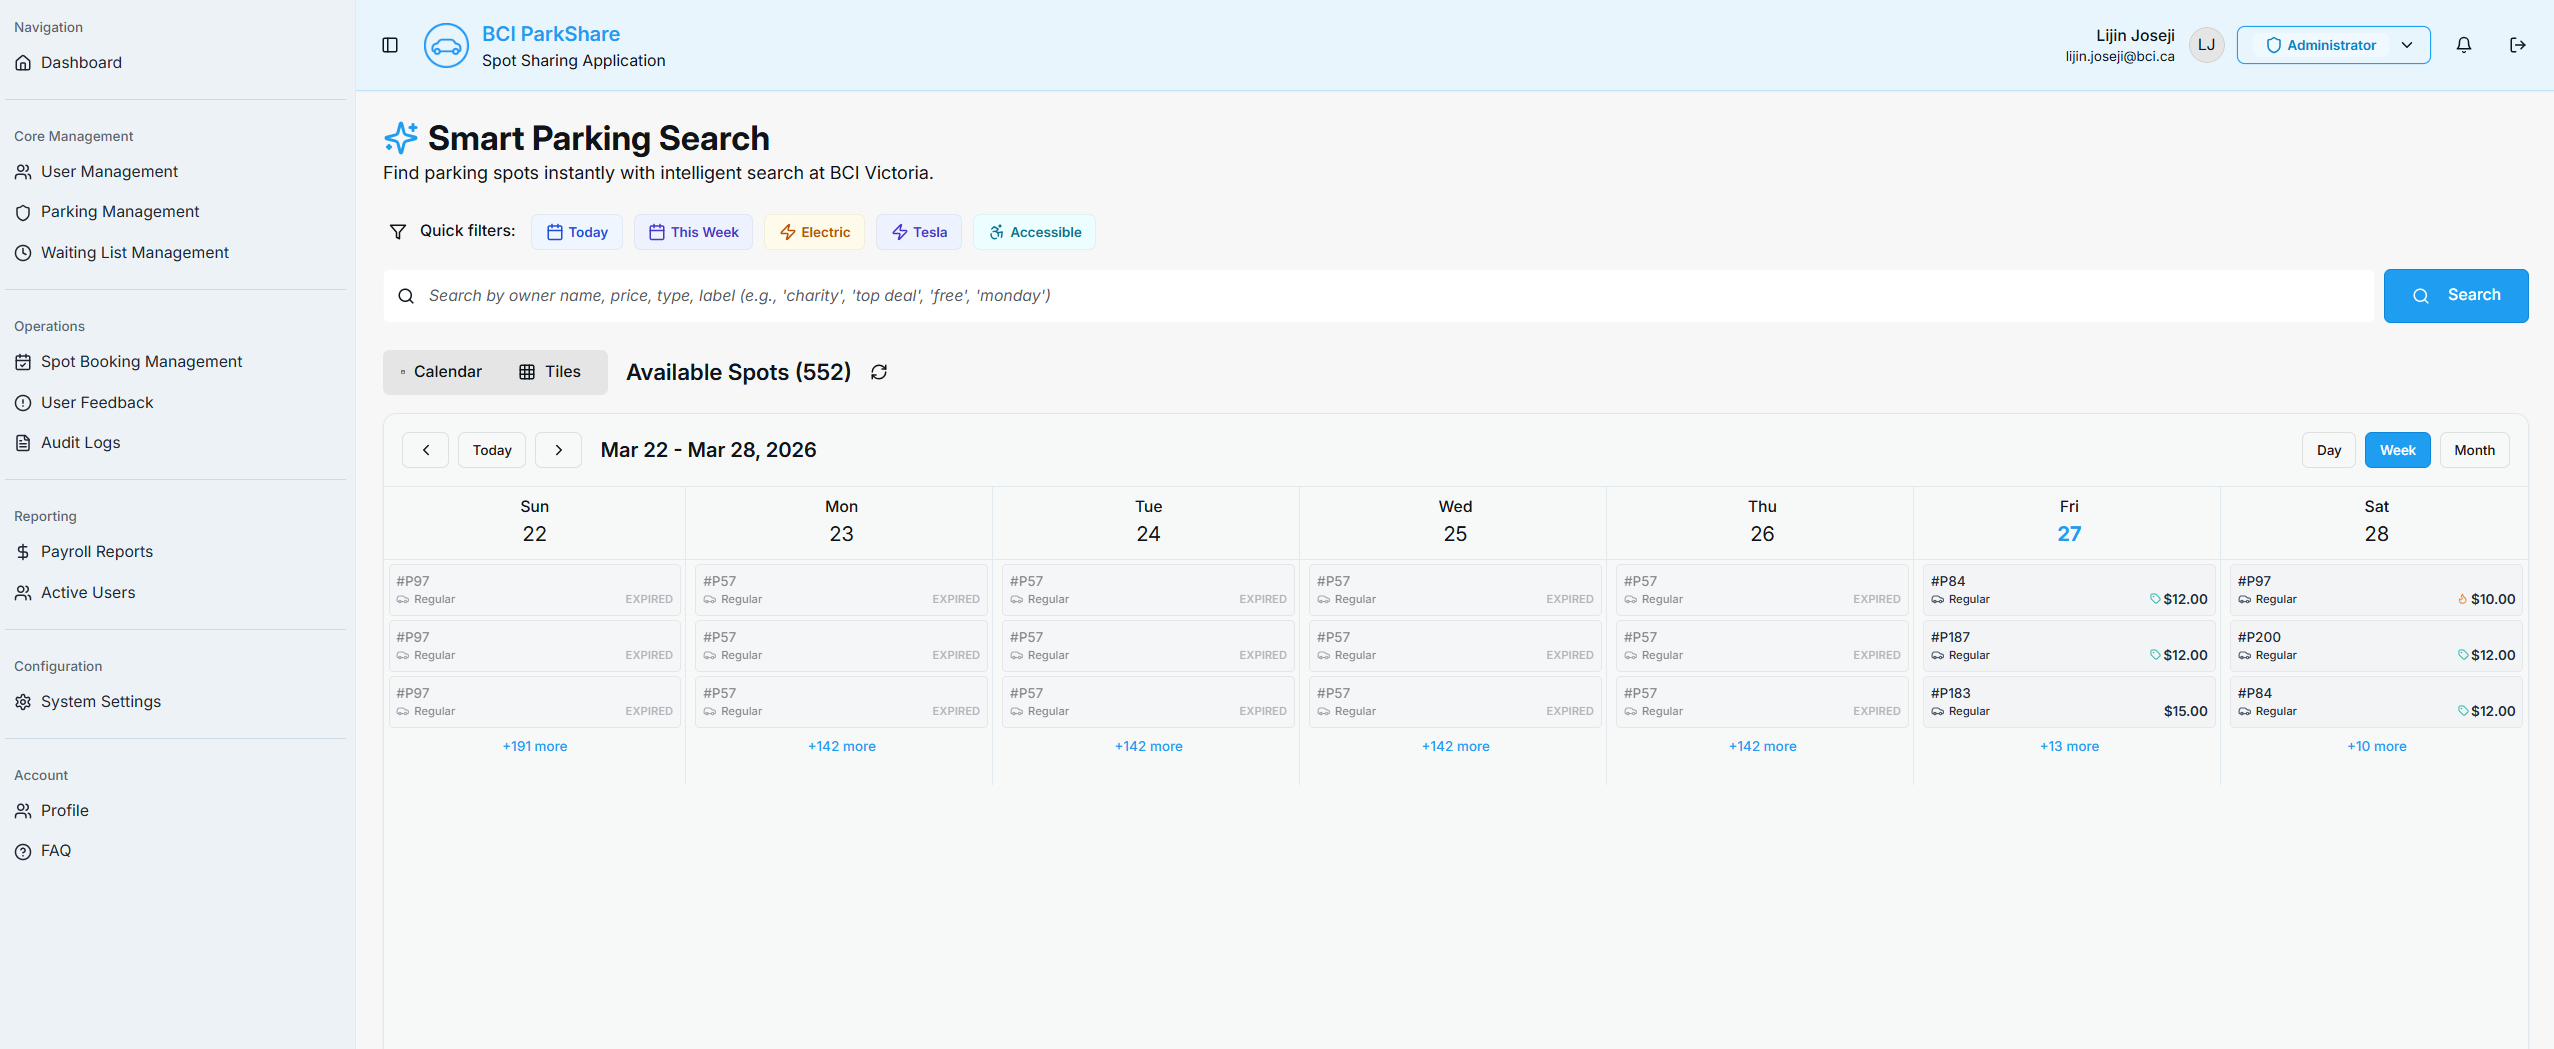 Navigation
Dashboard
Core Management
User Management
Parking Management
Waiting List Management
Operations
Spot Booking Management
User Feedback
Audit Logs
Reporting
Payroll Reports
Active Users
Configuration
System Settings
Account
Profile
FAQ
BCI ParkShare
Spot Sharing Application
Lijin Joseji
lijin.joseji@bci.ca
LJ
Administrator
Smart Parking Search
Find parking spots instantly with intelligent search at BCI Victoria.
Quick filters: Today This Week Electric Tesla Accessible
Search by owner name, price, type, label (e.g., 'charity', 'top deal', 'free', 'monday')
Search
Calendar Tiles Available Spots (552)
Today Mar 22 - Mar 28, 2026 Day Week Month
Sun Mon Tue Wed Thu Fri Sat
22 23 24 25 26 27 28
#P97 #P57 #P57 #P57 #P57 #P84 #P97
Regular EXPIRED Regular EXPIRED Regular EXPIRED Regular EXPIRED Regular EXPIRED Regular $12.00 Regular $10.00
#P97 #P57 #P57 #P57 #P57 #P187 #P200
Regular EXPIRED Regular EXPIRED Regular EXPIRED Regular EXPIRED Regular EXPIRED Regular $12.00 Regular $12.00
#P97 #P57 #P57 #P57 #P57 #P183 #P84
Regular EXPIRED Regular EXPIRED Regular EXPIRED Regular EXPIRED Regular EXPIRED Regular $15.00 Regular $12.00
+191 more +142 more +142 more +142 more +142 more +13 more +10 more